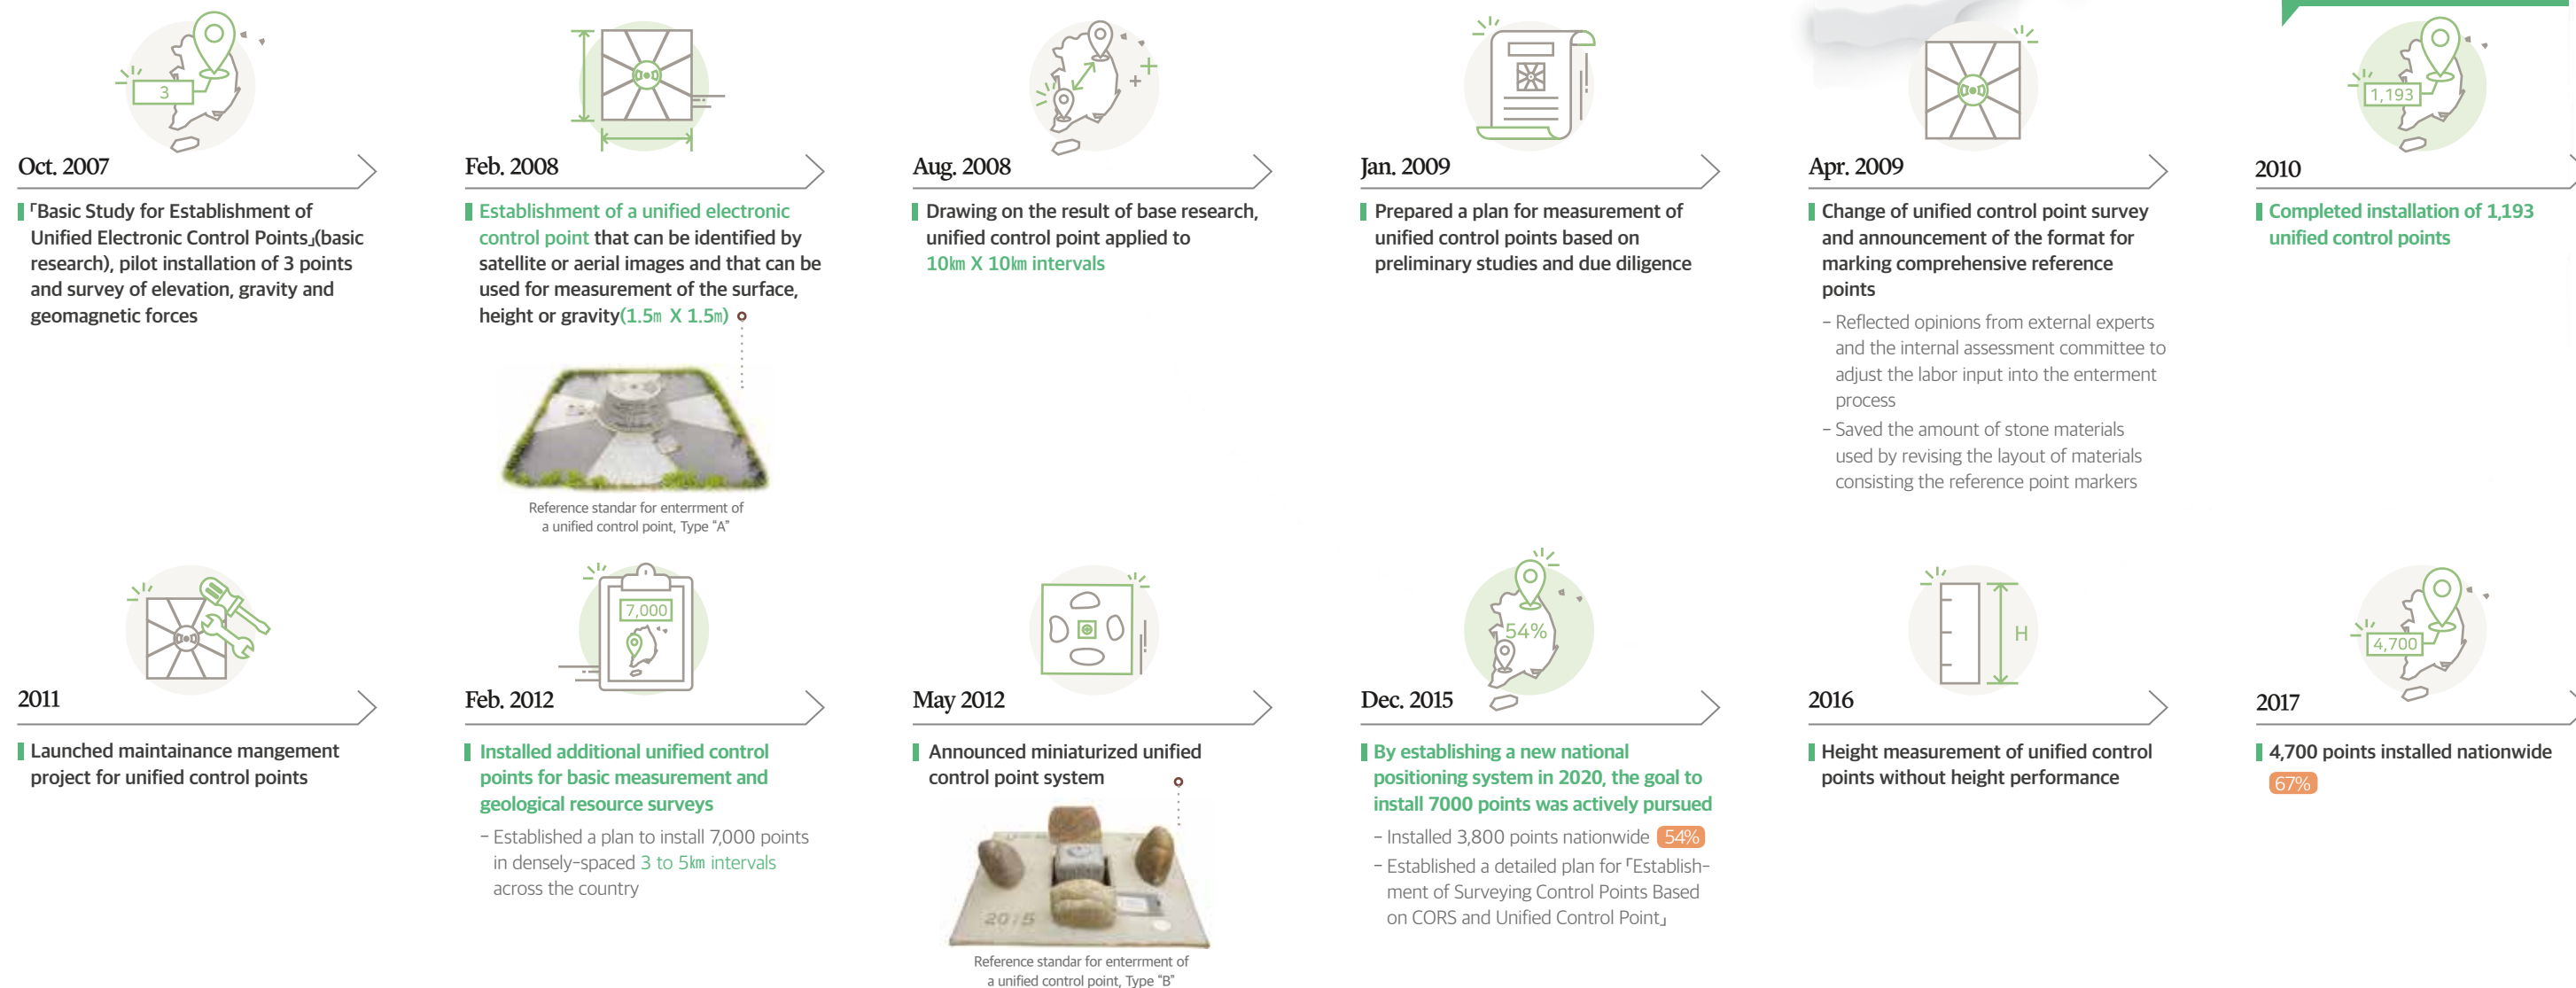 3
Oct. 2007
「Basic Study for Establishment of
Unified Electronic Control Points」(basic
research), pilot installation of 3 points
and survey of elevation, gravity and
geomagnetic forces
Feb. 2008
Establishment of a unified electronic
control point that can be identified by
satellite or aerial images and that can be
used for measurement of the surface,
height or gravity(1.5m X 1.5m)
Reference standar for enterrment of
a unified control point, Type "A"
Aug. 2008
Drawing on the result of base research,
unified control point applied to
10㎞ X 10㎞ intervals
Jan. 2009
Prepared a plan for measurement of
unified control points based on
preliminary studies and due diligence
Apr. 2009
Change of unified control point survey
and announcement of the format for
marking comprehensive reference
points
– Reflected opinions from external experts
and the internal assessment committee to
adjust the labor input into the enterment
process
– Saved the amount of stone materials
used by revising the layout of materials
consisting the reference point markers
1,193
2010
Completed installation of 1,193
unified control points
2011
Launched maintainance mangement
project for unified control points
7,000
Feb. 2012
Installed additional unified control
points for basic measurement and
geological resource surveys
– Established a plan to install 7,000 points
in densely-spaced 3 to 5㎞ intervals
across the country
May 2012
Announced miniaturized unified
control point system
2015
Reference standar for enterrment of
a unified control point, Type "B"
54%
Dec. 2015
By establishing a new national
positioning system in 2020, the goal to
install 7000 points was actively pursued
– Installed 3,800 points nationwide 54%
– Established a detailed plan for「Establish-
ment of Surveying Control Points Based
on CORS and Unified Control Point」
H
2016
Height measurement of unified control
points without height performance
4,700
2017
4,700 points installed nationwide
67%